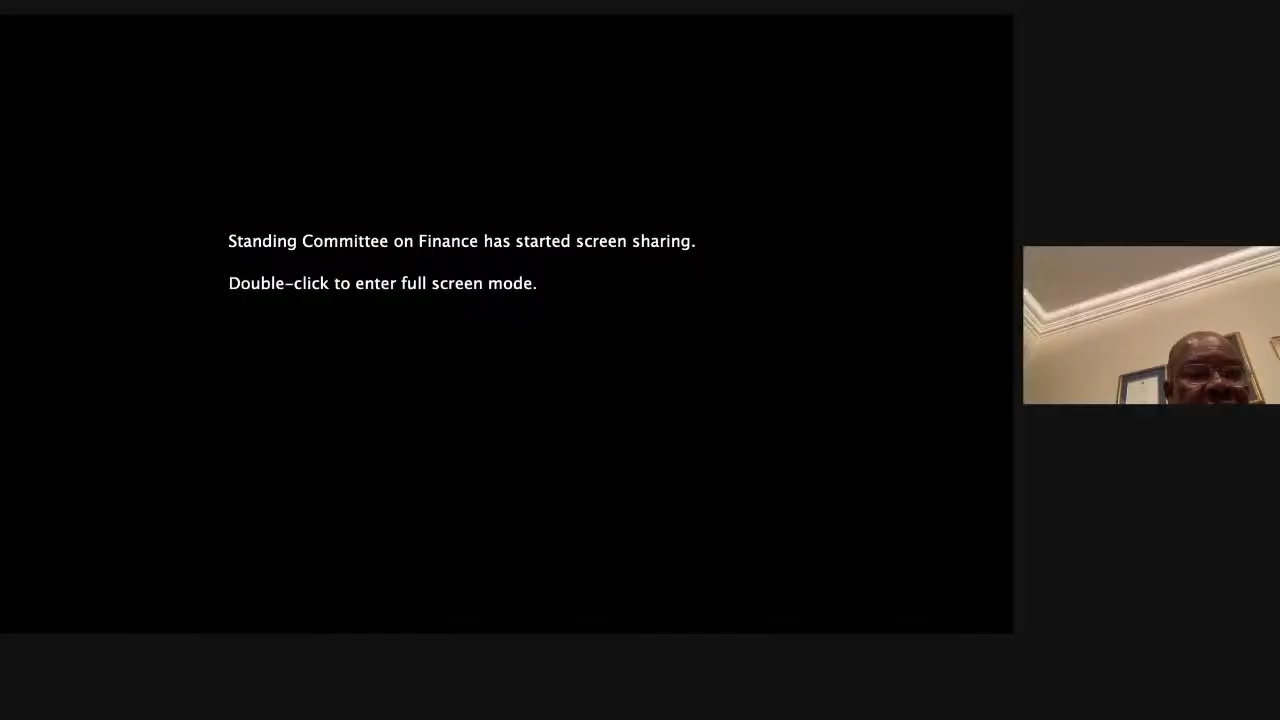 Standing Committee on Finance has started screen sharing.
Double-click to enter full screen mode.